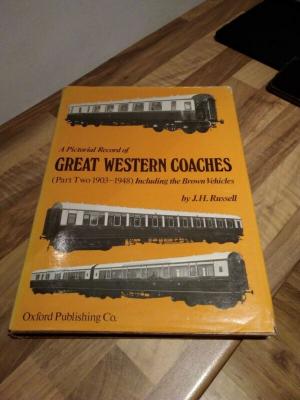 A Pictorial Record of
GREAT WESTERN COACHES
(Part Two 1903-1948) Including the Brown Vehicles
by J.H. Russell
Oxford Publishing Co.